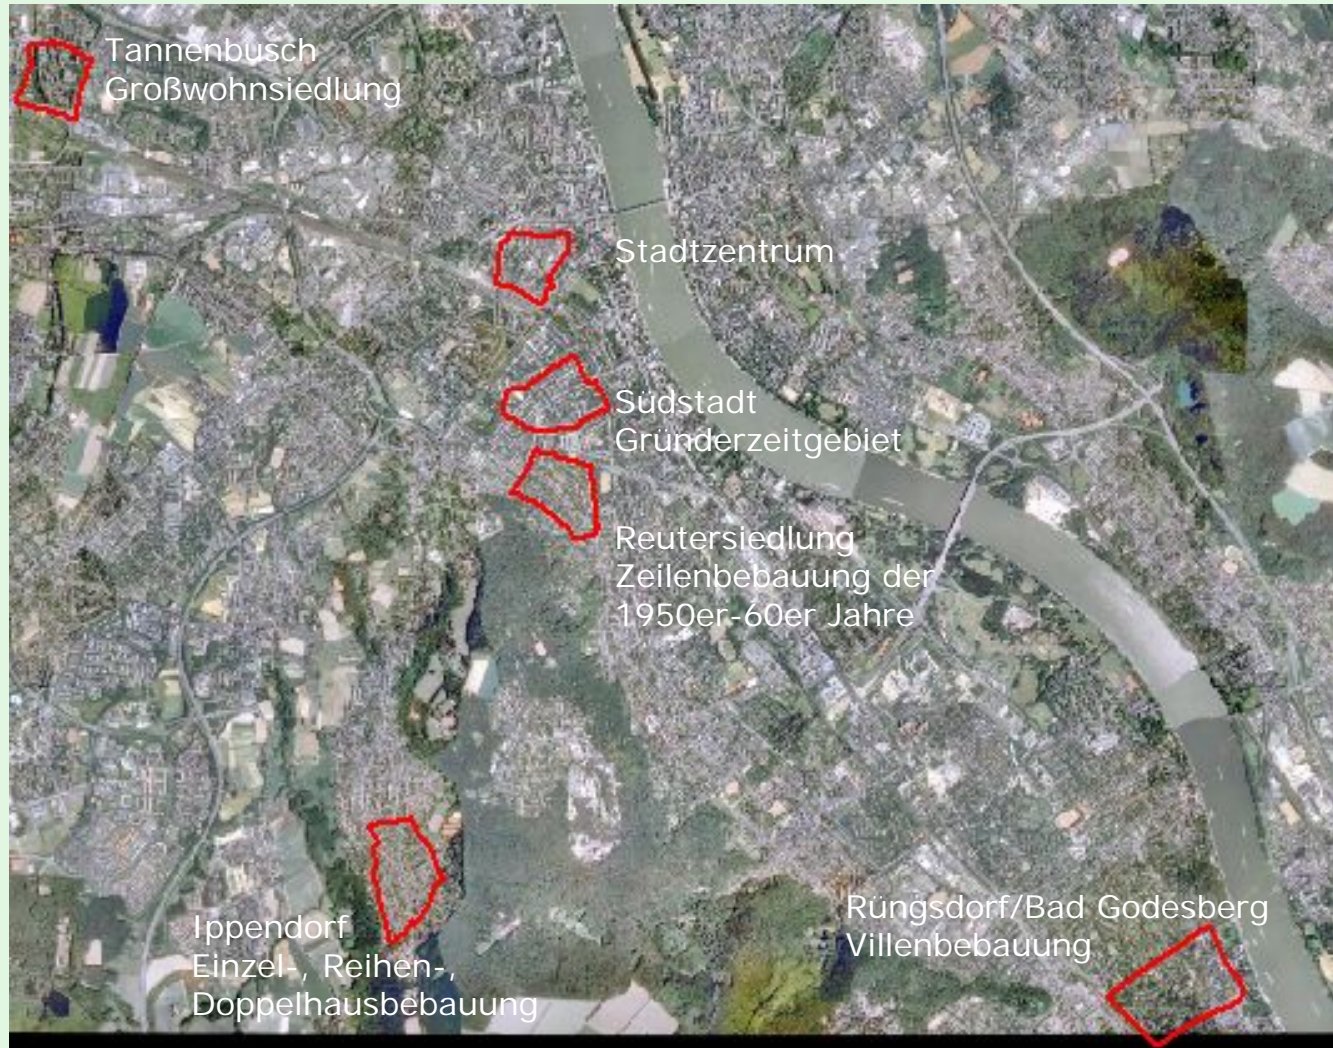 Tannenbusch
Großwohnsiedlung
Stadtzentrum
Südstadt
Gründerzeitgebiet
Reutersiedlung
Zeilenbebauung der
1950er-60er Jahre
Ippendorf
Einzel-, Reihen-,
Doppelhausbebauung
Rüngsdorf/Bad Godesberg
Villenbebauung